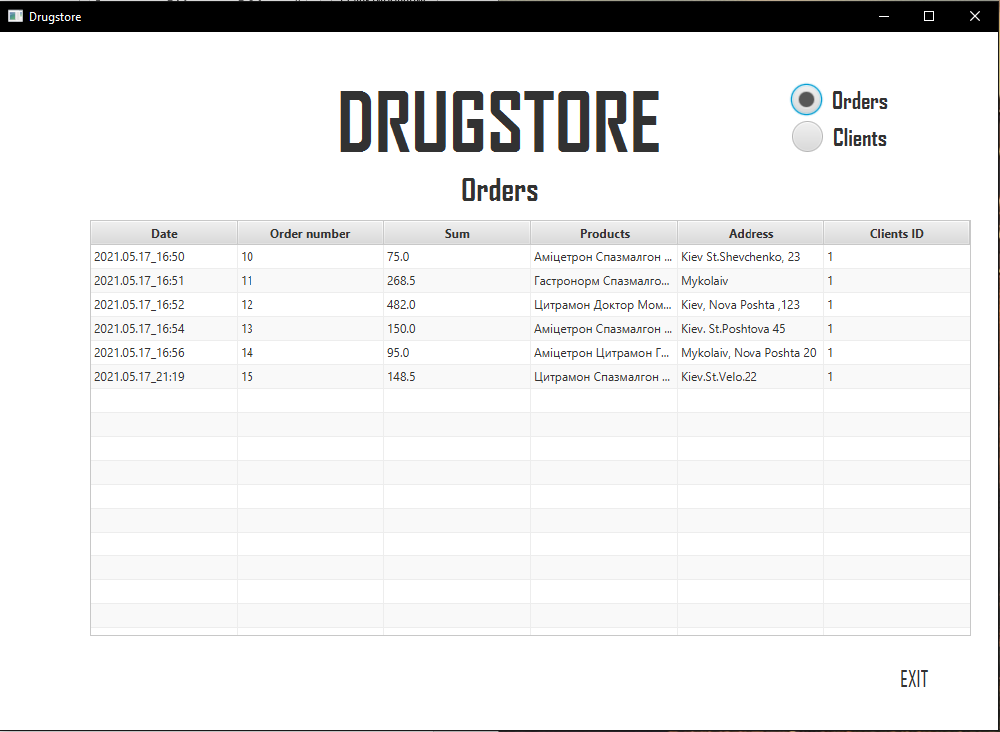 Drugstore
DRUGSTORE
Orders
Clients
Orders
Date Order number Sum Products Address Clients ID
2021.05.17_16:50 10 75.0 Аміцетрон Спазмалгон ... Kiev St.Shevchenko, 23 1
2021.05.17_16:51 11 268.5 Гастронорм Спазмалго... Mykolaiv 1
2021.05.17_16:52 12 482.0 Цитрамон Доктор Мом... Kiev, Nova Poshta ,123 1
2021.05.17_16:54 13 150.0 Аміцетрон Спазмалгон ... Kiev. St.Poshtova 45 1
2021.05.17_16:56 14 95.0 Аміцетрон Цитрамон Г... Mykolaiv, Nova Poshta 20 1
2021.05.17_21:19 15 148.5 Цитрамон Спазмалгон ... Kiev.St.Velo.22 1
EXIT